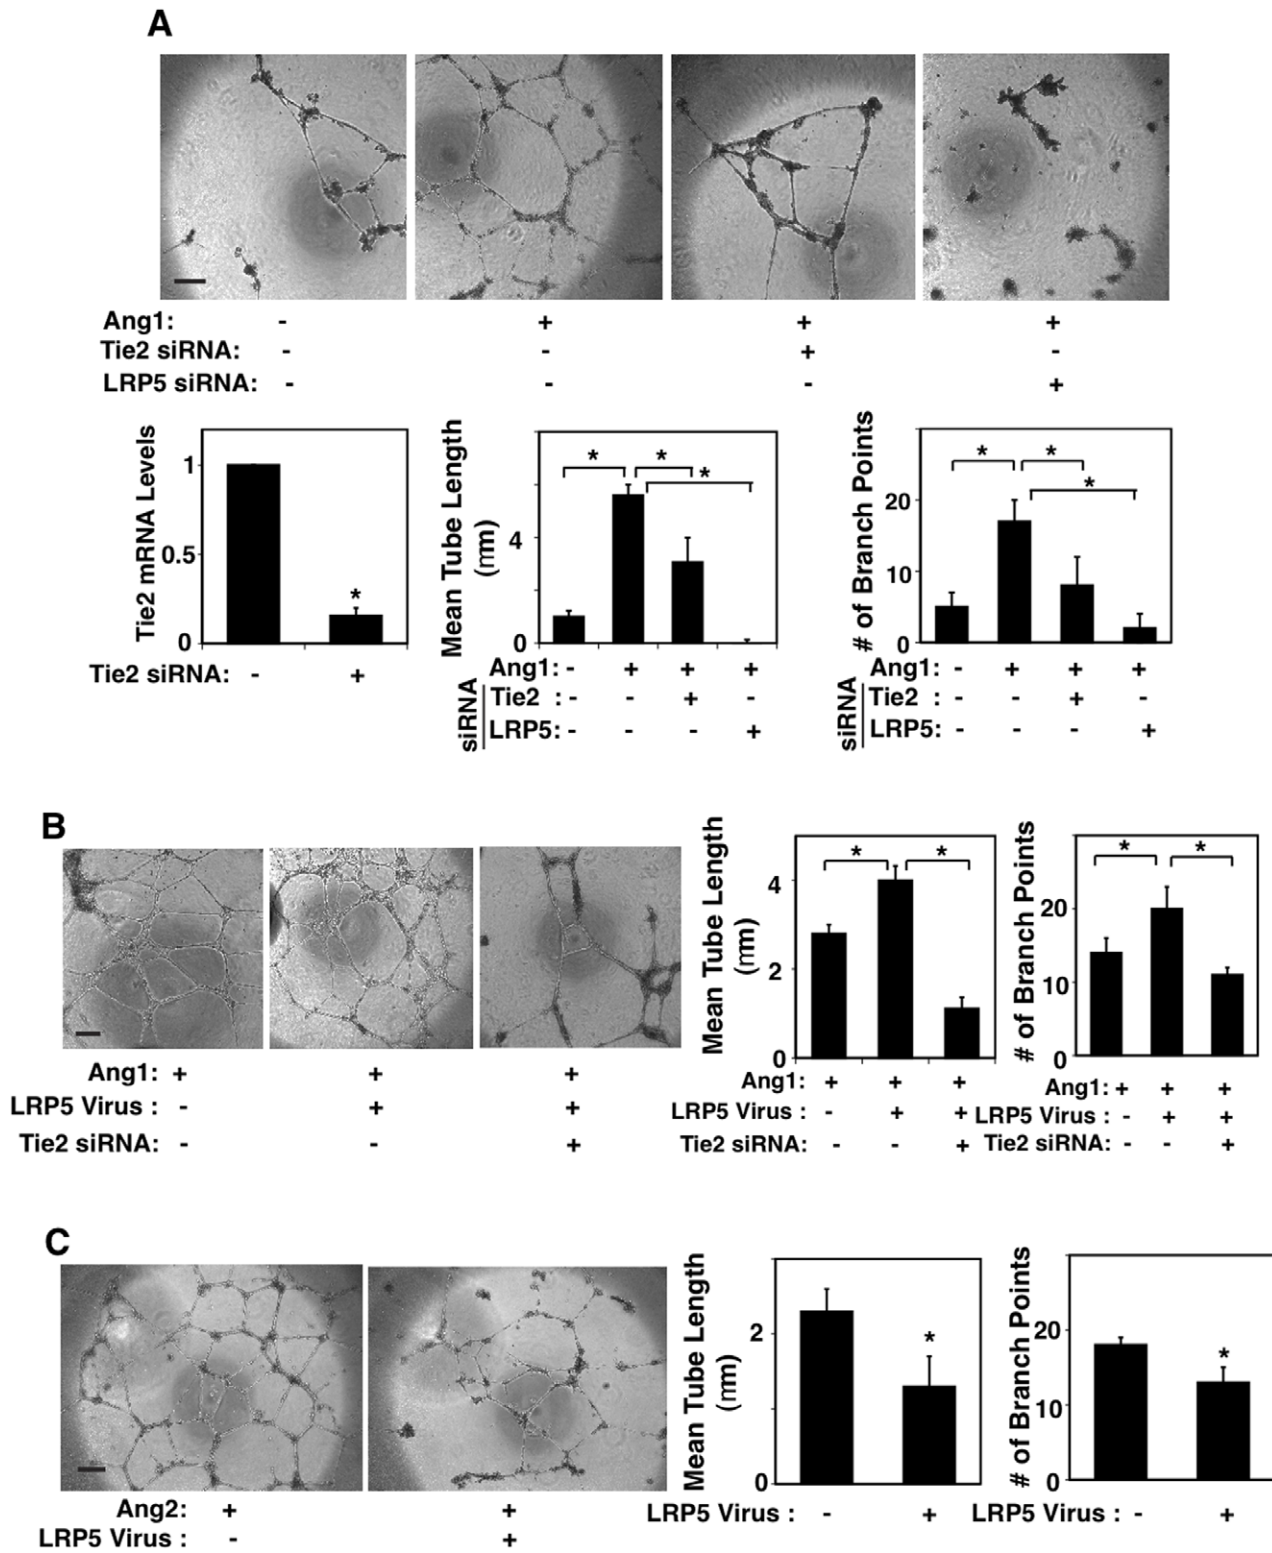 A
Ang1: - + + +
Tie2 siRNA: - - + -
LRP5 siRNA: - - - +
Tie2 mRNA Levels
1
0.5
0
*
Tie2 siRNA: - +
Mean Tube Length
(mm)
4
0
* *
*
Ang1: - + + +
siRNA
Tie2 : - - + -
LRP5: - - - +
# of Branch Points
20
10
0
* *
*
Ang1: - + + +
siRNA
Tie2 : - - + -
LRP5: - - - +
B
Ang1: + + +
LRP5 Virus : - + +
Tie2 siRNA: - - +
Mean Tube Length
(mm)
4
2
0
* *
Ang1: + + +
LRP5 Virus : - + +
Tie2 siRNA: - - +
# of Branch Points
20
10
0
* *
Ang1: + + +
LRP5 Virus : - + +
Tie2 siRNA: - - +
C
Ang2: + +
LRP5 Virus : - +
Mean Tube Length
(mm)
2
0
*
LRP5 Virus : - +
# of Branch Points
20
10
0
*
LRP5 Virus : - +